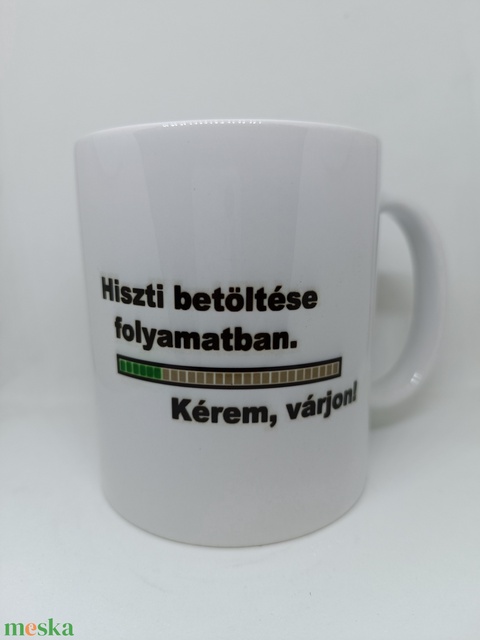 Hiszti betöltése
folyamatban.
Kérem, várjon!
meska